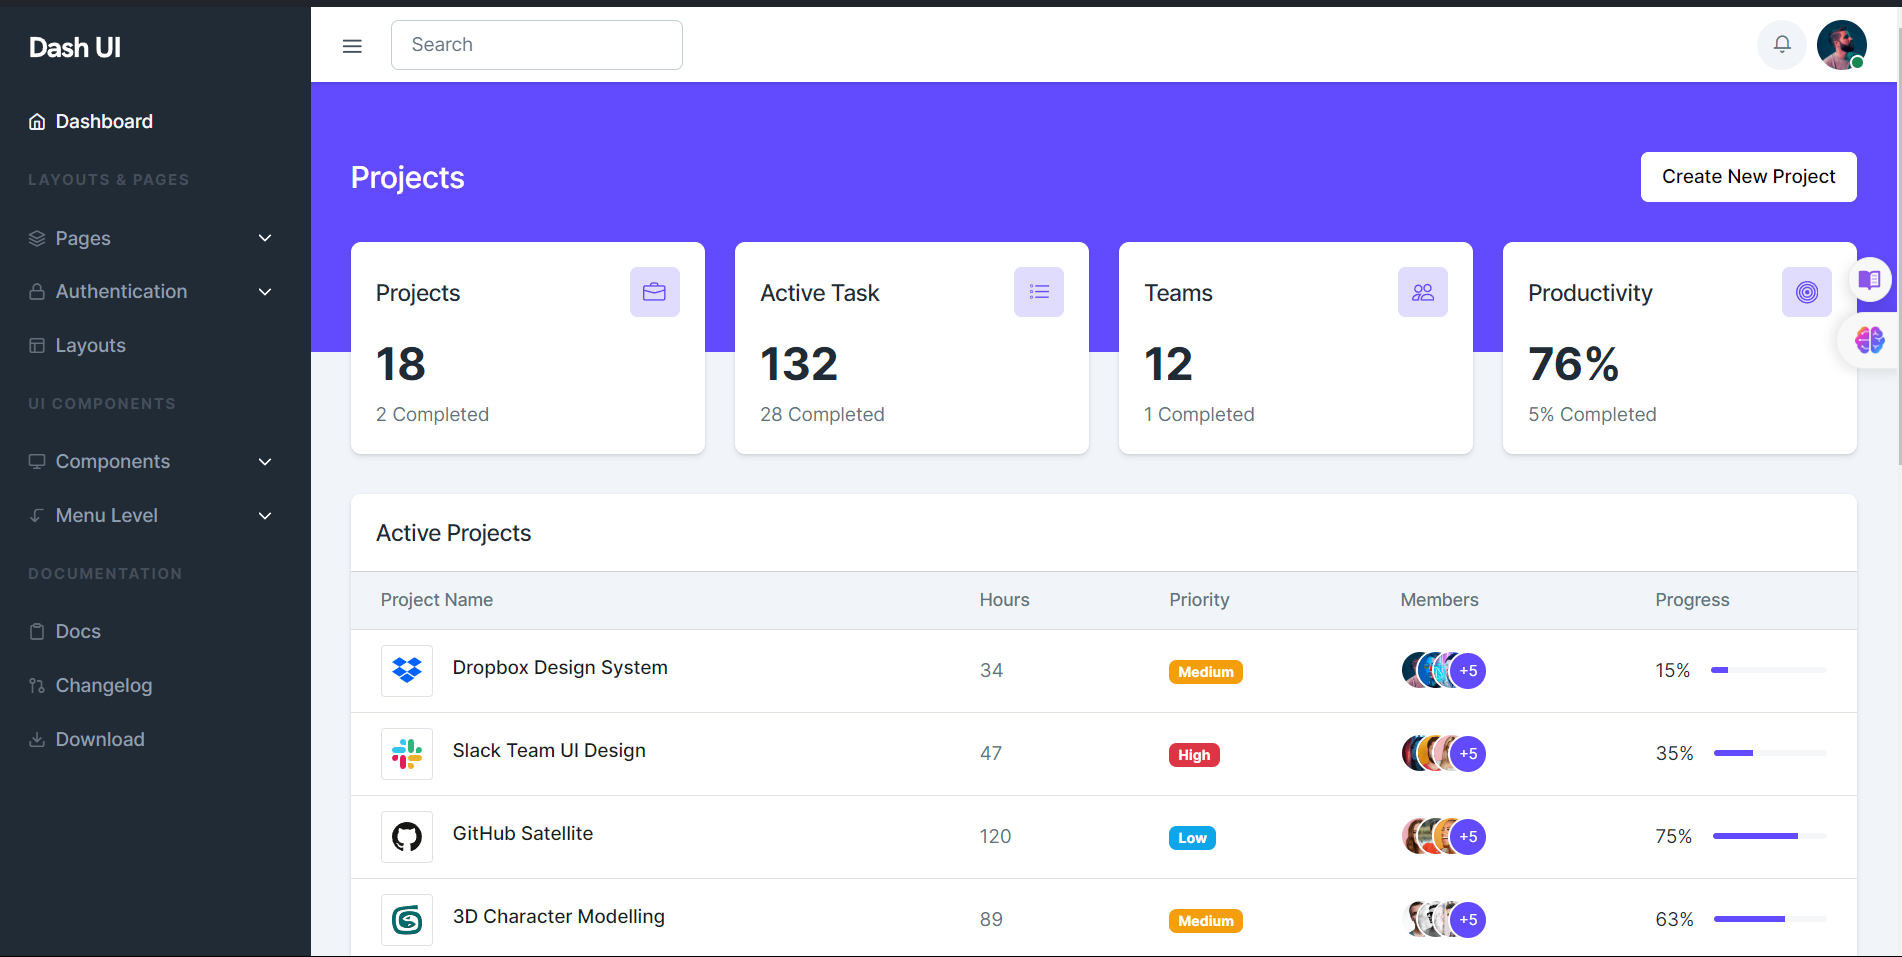 Dash UI
Search
Dashboard
LAYOUTS & PAGES
Pages
Authentication
Layouts
UI COMPONENTS
Components
Menu Level
DOCUMENTATION
Docs
Changelog
Download
Projects
Create New Project
Projects
18
2 Completed
Active Task
132
28 Completed
Teams
12
1 Completed
Productivity
76%
5% Completed
Active Projects
Project Name Hours Priority Members Progress
Dropbox Design System 34 Medium +5 15%
Slack Team UI Design 47 High +5 35%
GitHub Satellite 120 Low +5 75%
3D Character Modelling 89 Medium +5 63%